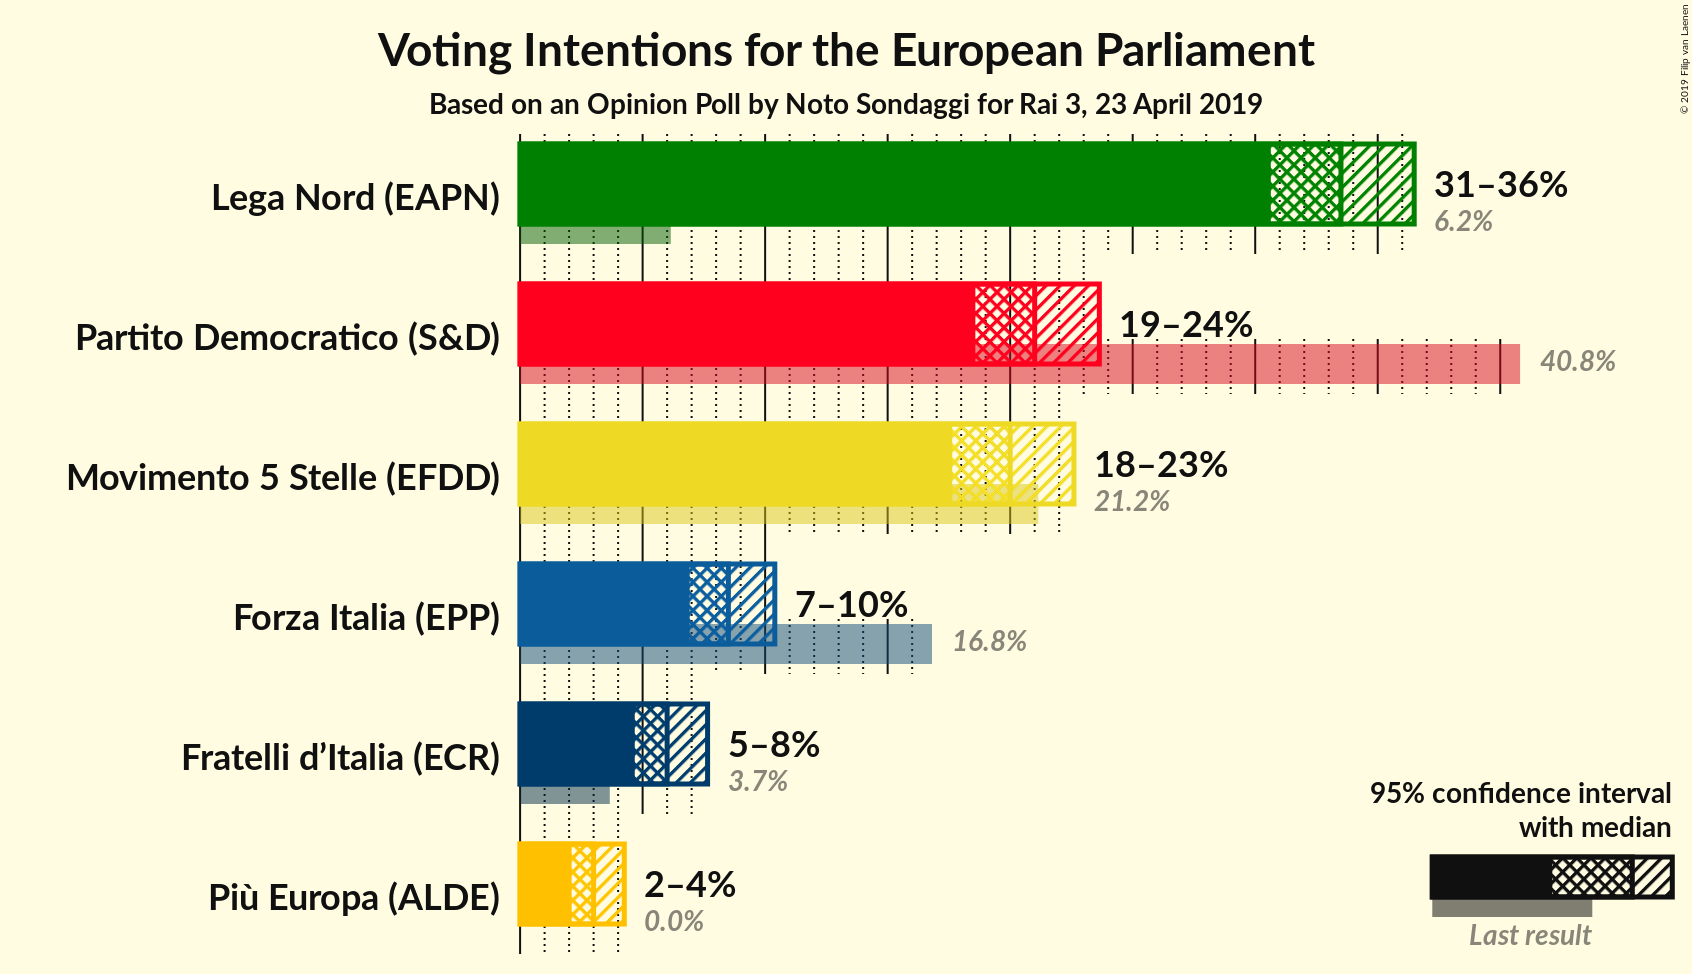 Voting Intentions for the European Parliament
Based on an Opinion Poll by Noto Sondaggi for Rai 3, 23 April 2019
© 2019 Filip van Laenen
Lega Nord (EAPN)
31–36%
6.2%
Partito Democratico (S&D)
19–24%
40.8%
Movimento 5 Stelle (EFDD)
18–23%
21.2%
Forza Italia (EPP)
7–10%
16.8%
Fratelli d’Italia (ECR)
5–8%
3.7%
Più Europa (ALDE)
2–4%
0.0%
95% confidence interval
with median
Last result